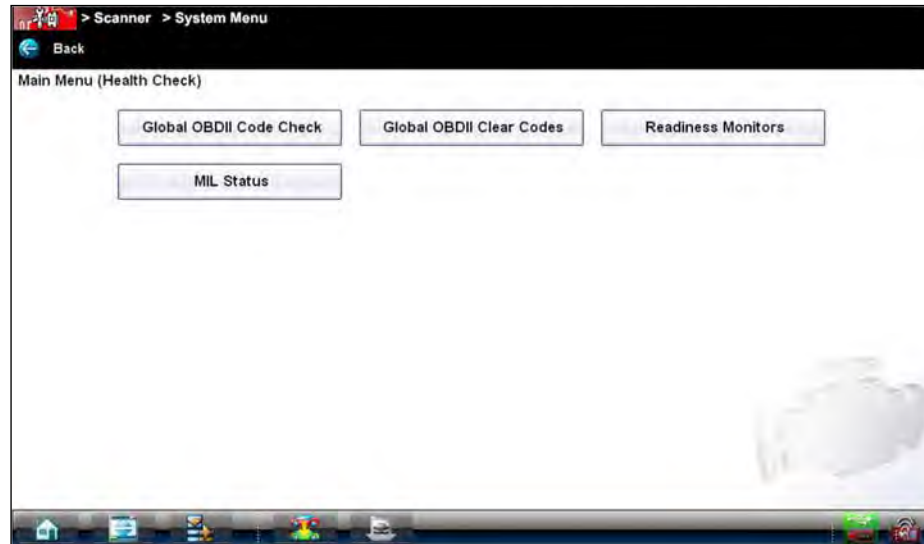 > Scanner > System Menu
Back
Main Menu (Health Check)
Global OBDII Code Check Global OBDII Clear Codes Readiness Monitors
MIL Status